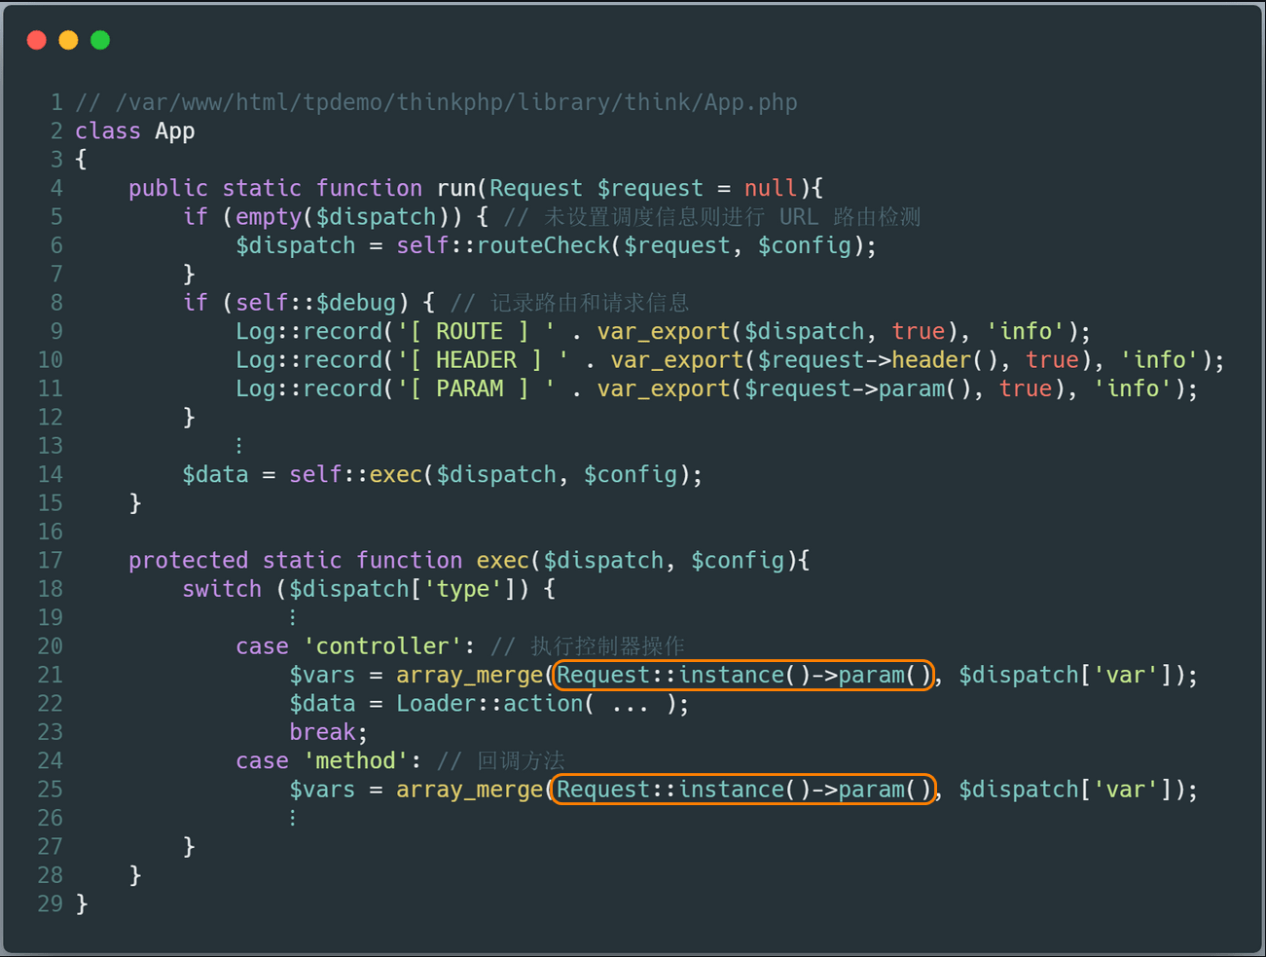 1 // /var/www/html/tpdemo/thinkphp/library/think/App.php
2 class App
3 {
4     public static function run(Request $request = null){
5         if (empty($dispatch)) { // 未设置调度信息则进行 URL 路由检测
6             $dispatch = self::routeCheck($request, $config);
7         }
8         if (self::$debug) { // 记录路由和请求信息
9             Log::record('[ ROUTE ] ' . var_export($dispatch, true), 'info');
10             Log::record('[ HEADER ] ' . var_export($request->header(), true), 'info');
11             Log::record('[ PARAM ] ' . var_export($request->param(), true), 'info');
12         }
13             ⋮
14         $data = self::exec($dispatch, $config);
15     }
16
17     protected static function exec($dispatch, $config){
18         switch ($dispatch['type']) {
19                 ⋮
20             case 'controller': // 执行控制器操作
21                 $vars = array_merge(Request::instance()->param(), $dispatch['var']);
22                 $data = Loader::action( ... );
23                 break;
24             case 'method': // 回调方法
25                 $vars = array_merge(Request::instance()->param(), $dispatch['var']);
26                 ⋮
27         }
28     }
29 }